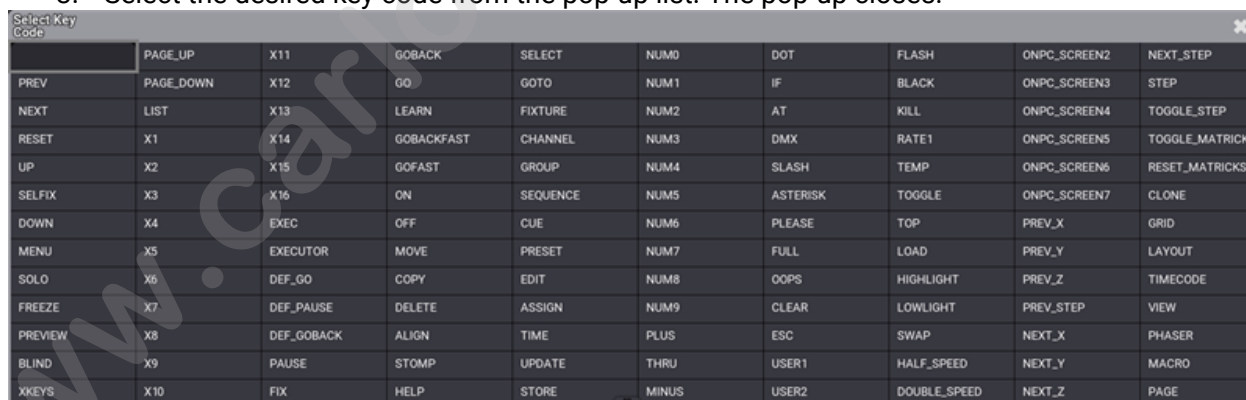 Select the desired key code from the pop-up list. The pop-up closes.
Select Key
Code
PAGE_UP X11 GOBACK SELECT NUM0 DOT FLASH ONPC_SCREEN2 NEXT_STEP
PREV PAGE_DOWN X12 GO GOTO NUM1 IF BLACK ONPC_SCREEN3 STEP
NEXT LIST X13 LEARN FIXTURE NUM2 AT KILL ONPC_SCREEN4 TOGGLE_STEP
RESET X1 X14 GOBACKFAST CHANNEL NUM3 DMX RATE1 ONPC_SCREEN5 TOGGLE_MATRICK
UP X2 X15 GOFAST GROUP NUM4 SLASH TEMP ONPC_SCREEN6 RESET_MATRICKS
SELFIX X3 X16 ON SEQUENCE NUM5 ASTERISK TOGGLE ONPC_SCREEN7 CLONE
DOWN X4 EXEC OFF CUE NUM6 PLEASE TOP PREV_X GRID
MENU X5 EXECUTOR MOVE PRESET NUM7 FULL LOAD PREV_Y LAYOUT
SOLO X6 DEF_GO COPY EDIT NUM8 OOPS HIGHLIGHT PREV_Z TIMECODE
FREEZE X7 DEF_PAUSE DELETE ASSIGN NUM9 CLEAR LOWLIGHT PREV_STEP VIEW
PREVIEW X8 DEF_GOBACK ALIGN TIME PLUS ESC SWAP NEXT_X PHASER
BLIND X9 PAUSE STOMP UPDATE THRU USER1 HALF_SPEED NEXT_Y MACRO
XKEYS X10 FIX HELP STORE MINUS USER2 DOUBLE_SPEED NEXT_Z PAGE